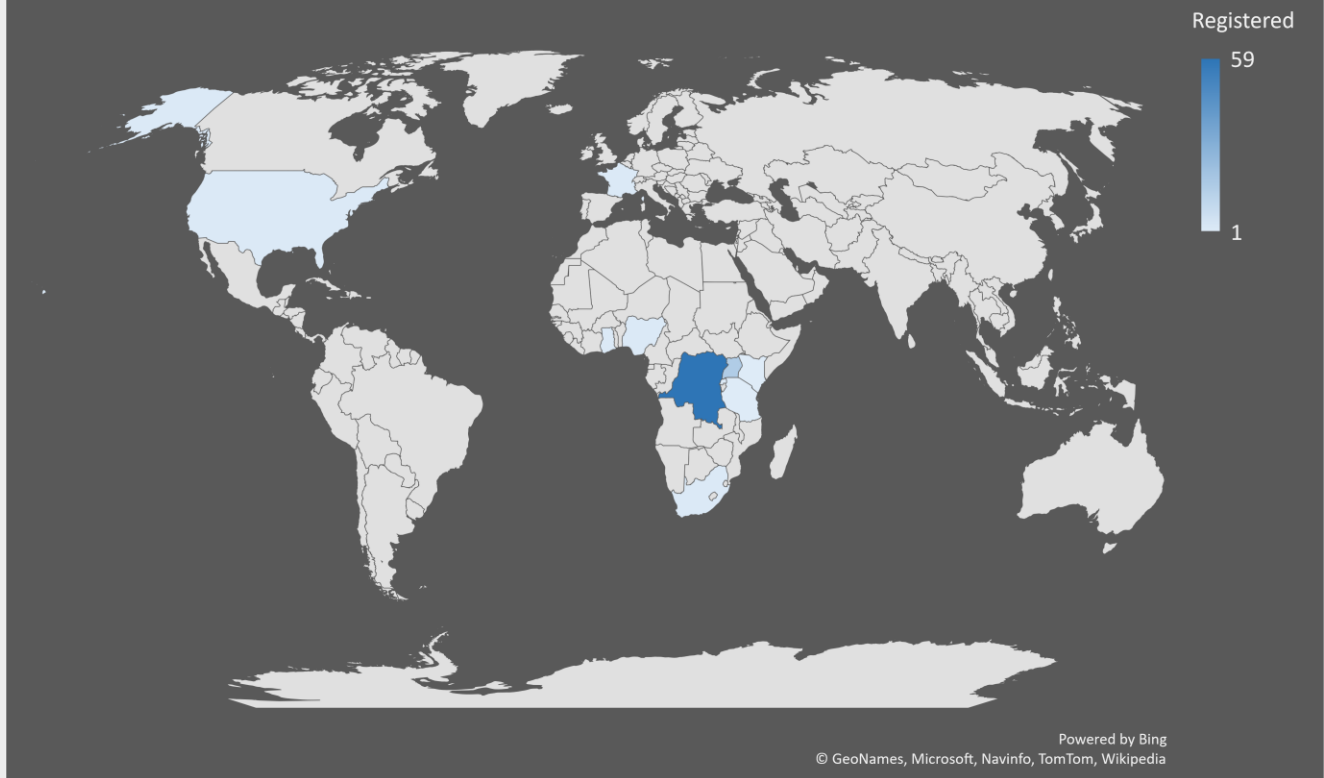 Registered
59
1
Powered by Bing
© GeoNames, Microsoft, Navinfo, TomTom, Wikipedia